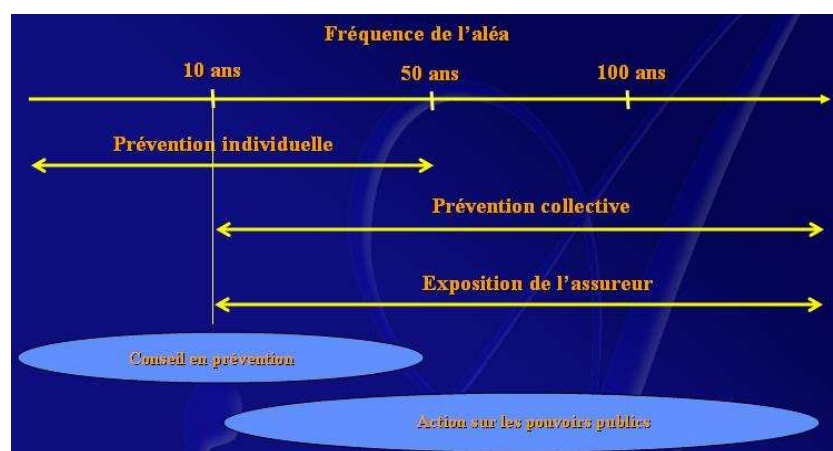 Fréquence de l'aléa
10 ans
50 ans
100 ans
Prévention individuelle
Prévention collective
Exposition de l'assureur
Conseil en prévention
Action sur les pouvoirs publics